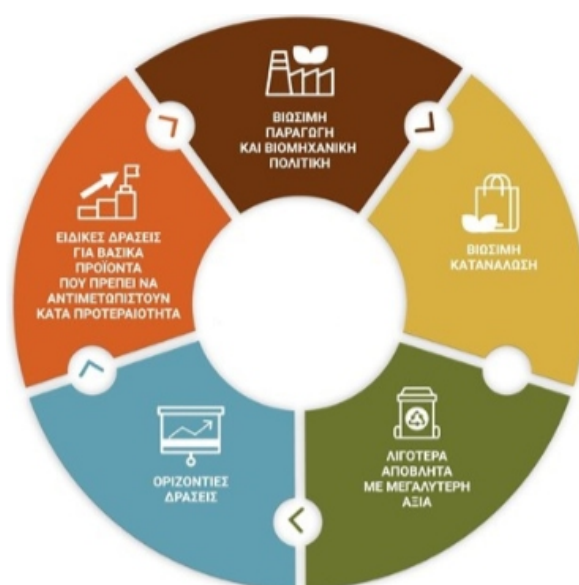 ΒΙΩΣΙΜΗ
ΠΑΡΑΓΩΓΗ
ΚΑΙ ΒΙΟΜΗΧΑΝΙΚΗ
ΠΟΛΙΤΙΚΗ
ΒΙΩΣΙΜΗ
ΚΑΤΑΝΑΛΩΣΗ
ΛΙΓΟΤΕΡΑ
ΑΠΟΒΛΗΤΑ
ΜΕ ΜΕΓΑΛΥΤΕΡΗ
ΑΞΙΑ
ΟΡΙΖΟΝΤΙΕΣ
ΔΡΑΣΕΙΣ
ΕΙΔΙΚΕΣ ΔΡΑΣΕΙΣ
ΓΙΑ ΒΑΣΙΚΑ
ΠΡΟΪΟΝΤΑ
ΠΟΥ ΠΡΕΠΕΙ ΝΑ
ΑΝΤΙΜΕΤΩΠΙΣΤΟΥΝ
ΚΑΤΑ ΠΡΟΤΕΡΑΙΟΤΗΤΑ